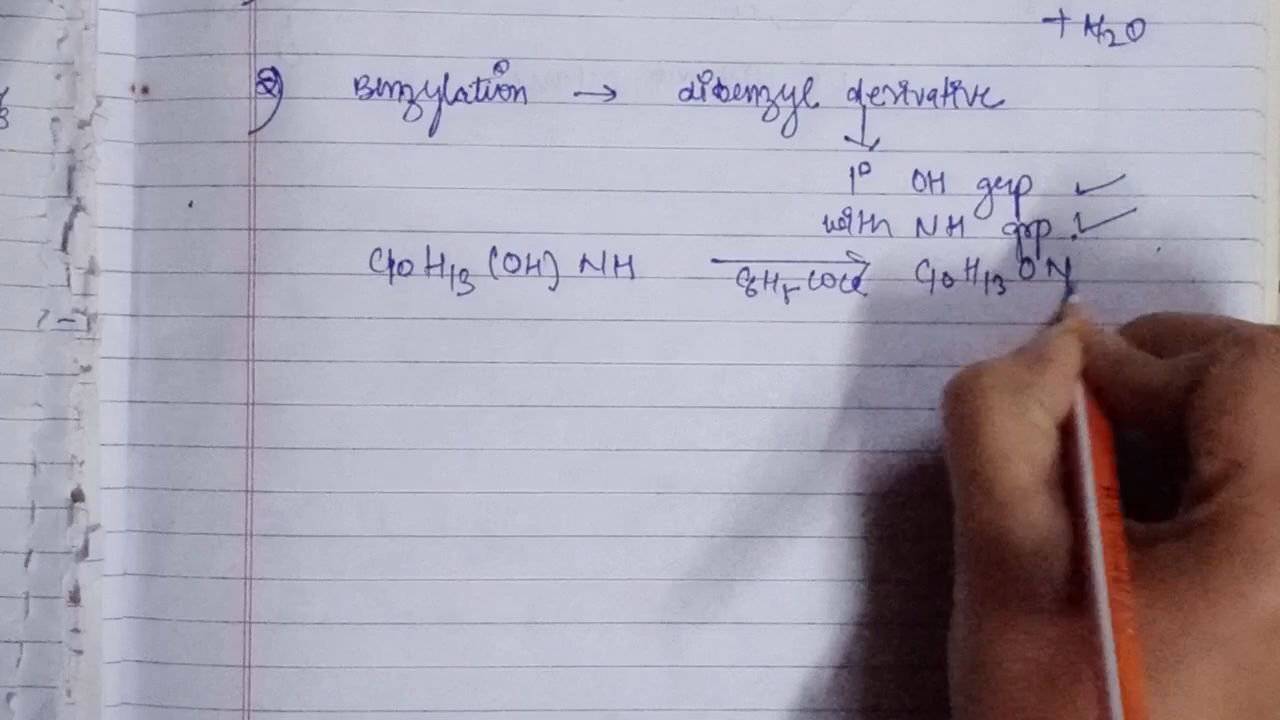 + H2O
2) Benzylation → dibenzyl derivative
↓
1° OH grp ✓
with NH grp ✓
C10H13(OH) NH → C10H13ON
C6H5COCl